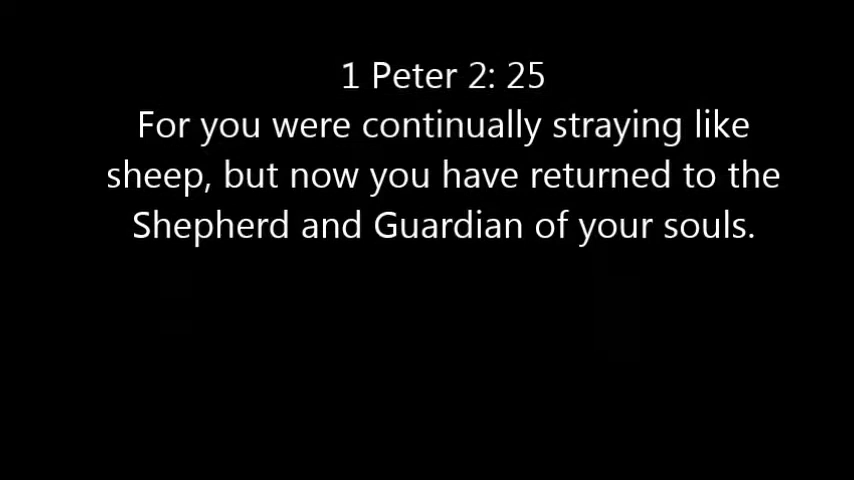 1 Peter 2: 25
For you were continually straying like
sheep, but now you have returned to the
Shepherd and Guardian of your souls.